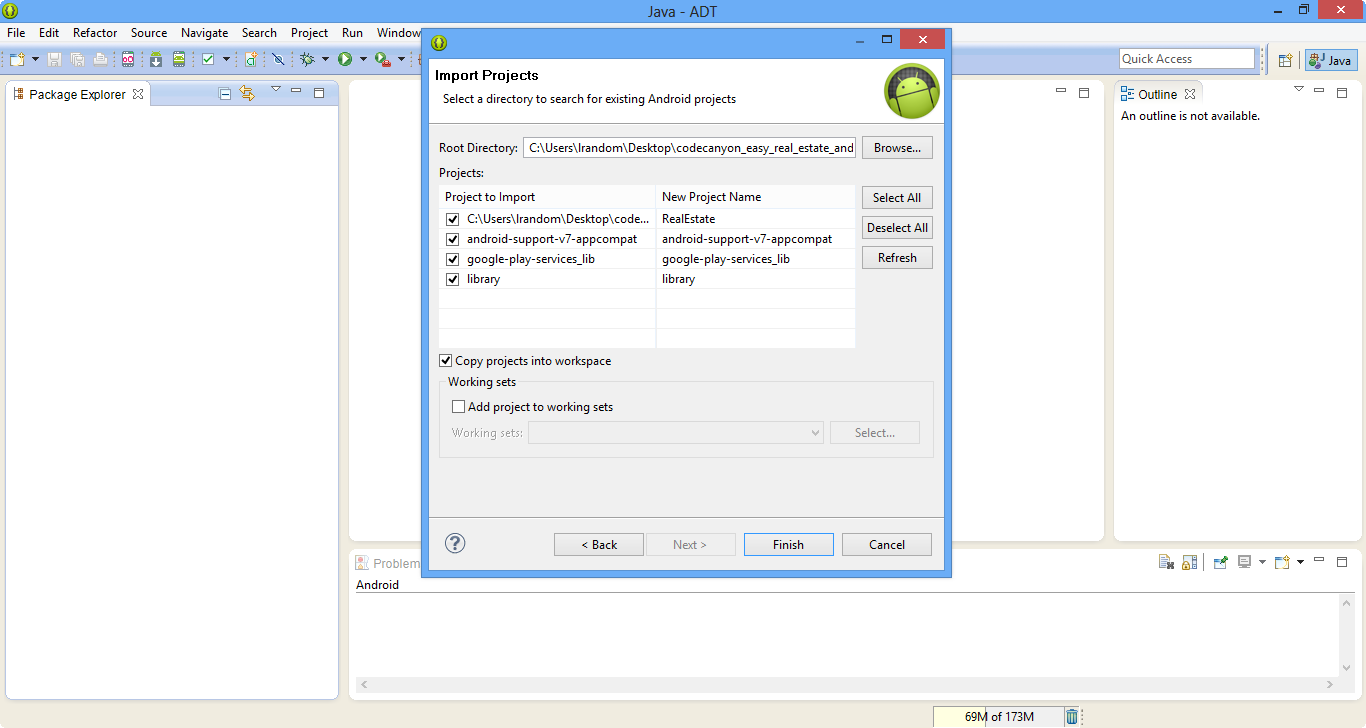 Java - ADT
File Edit Refactor Source Navigate Search Project Run Window
Quick Access
Java
Package Explorer
Import Projects
Select a directory to search for existing Android projects
Root Directory: C:\Users\Irandom\Desktop\codecanyon_easy_real_estate_and Browse...
Projects:
Project to Import New Project Name
C:\Users\Irandom\Desktop\code... RealEstate
android-support-v7-appcompat android-support-v7-appcompat
google-play-services_lib google-play-services_lib
library library
Select All
Deselect All
Refresh
Copy projects into workspace
Working sets
Add project to working sets
Working sets: Select...
< Back Next > Finish Cancel
Outline
An outline is not available.
Problem
Android
69M of 173M